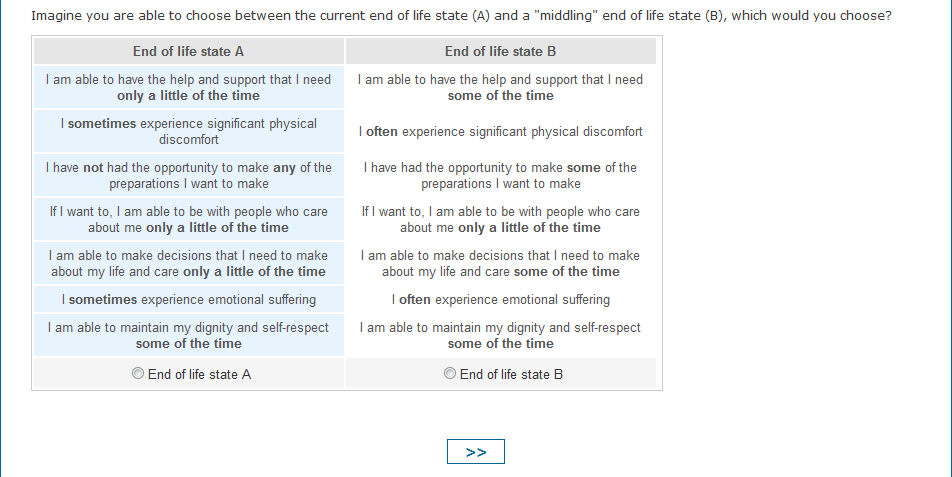 Imagine you are able to choose between the current end of life state (A) and a "middling" end of life state (B), which would you choose?
End of life state A
End of life state B
I am able to have the help and support that I need
only a little of the time
I am able to have the help and support that I need
some of the time
I sometimes experience significant physical
discomfort
I often experience significant physical discomfort
I have not had the opportunity to make any of the
preparations I want to make
I have had the opportunity to make some of the
preparations I want to make
If I want to, I am able to be with people who care
about me only a little of the time
If I want to, I am able to be with people who care
about me only a little of the time
I am able to make decisions that I need to make
about my life and care only a little of the time
I am able to make decisions that I need to make
about my life and care some of the time
I sometimes experience emotional suffering
I often experience emotional suffering
I am able to maintain my dignity and self-respect
some of the time
I am able to maintain my dignity and self-respect
some of the time
End of life state A
End of life state B
>>